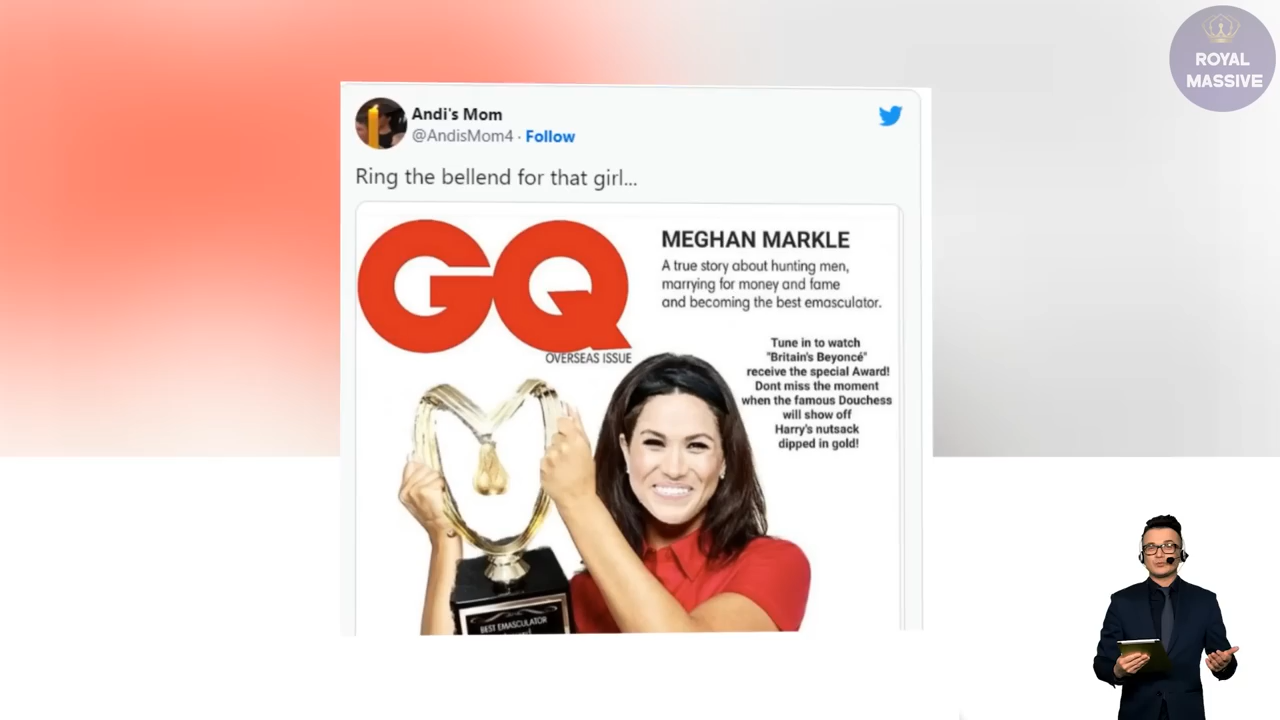 ROYAL
MASSIVE
Andi's Mom
@AndisMom4 · Follow
Ring the bellend for that girl...
GQ
OVERSEAS ISSUE
MEGHAN MARKLE
A true story about hunting men,
marrying for money and fame
and becoming the best emasculator.
Tune in to watch
"Britain's Beyoncé"
receive the special Award!
Dont miss the moment
when the famous Douchess
will show off
Harry's nutsack
dipped in gold!
BEST EMASCULATOR